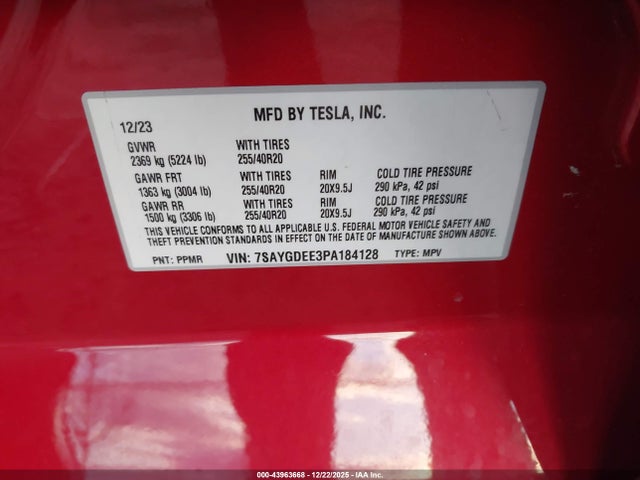 MFD BY TESLA, INC.
12/23
GVWR WITH TIRES
2369 kg (5224 lb) 255/40R20
GAWR FRT WITH TIRES RIM COLD TIRE PRESSURE
1363 kg (3004 lb) 255/40R20 20X9.5J 290 kPa, 42 psi
GAWR RR WITH TIRES RIM COLD TIRE PRESSURE
1500 kg (3306 lb) 255/40R20 20X9.5J 290 kPa, 42 psi
THIS VEHICLE CONFORMS TO ALL APPLICABLE U.S. FEDERAL MOTOR VEHICLE SAFETY AND
THEFT PREVENTION STANDARDS IN EFFECT ON THE DATE OF MANUFACTURE SHOWN ABOVE.
PNT: PPMR VIN: 7SAYGDEE3PA184128 TYPE: MPV
000-43963668 - 12/22/2025 - IAA Inc.